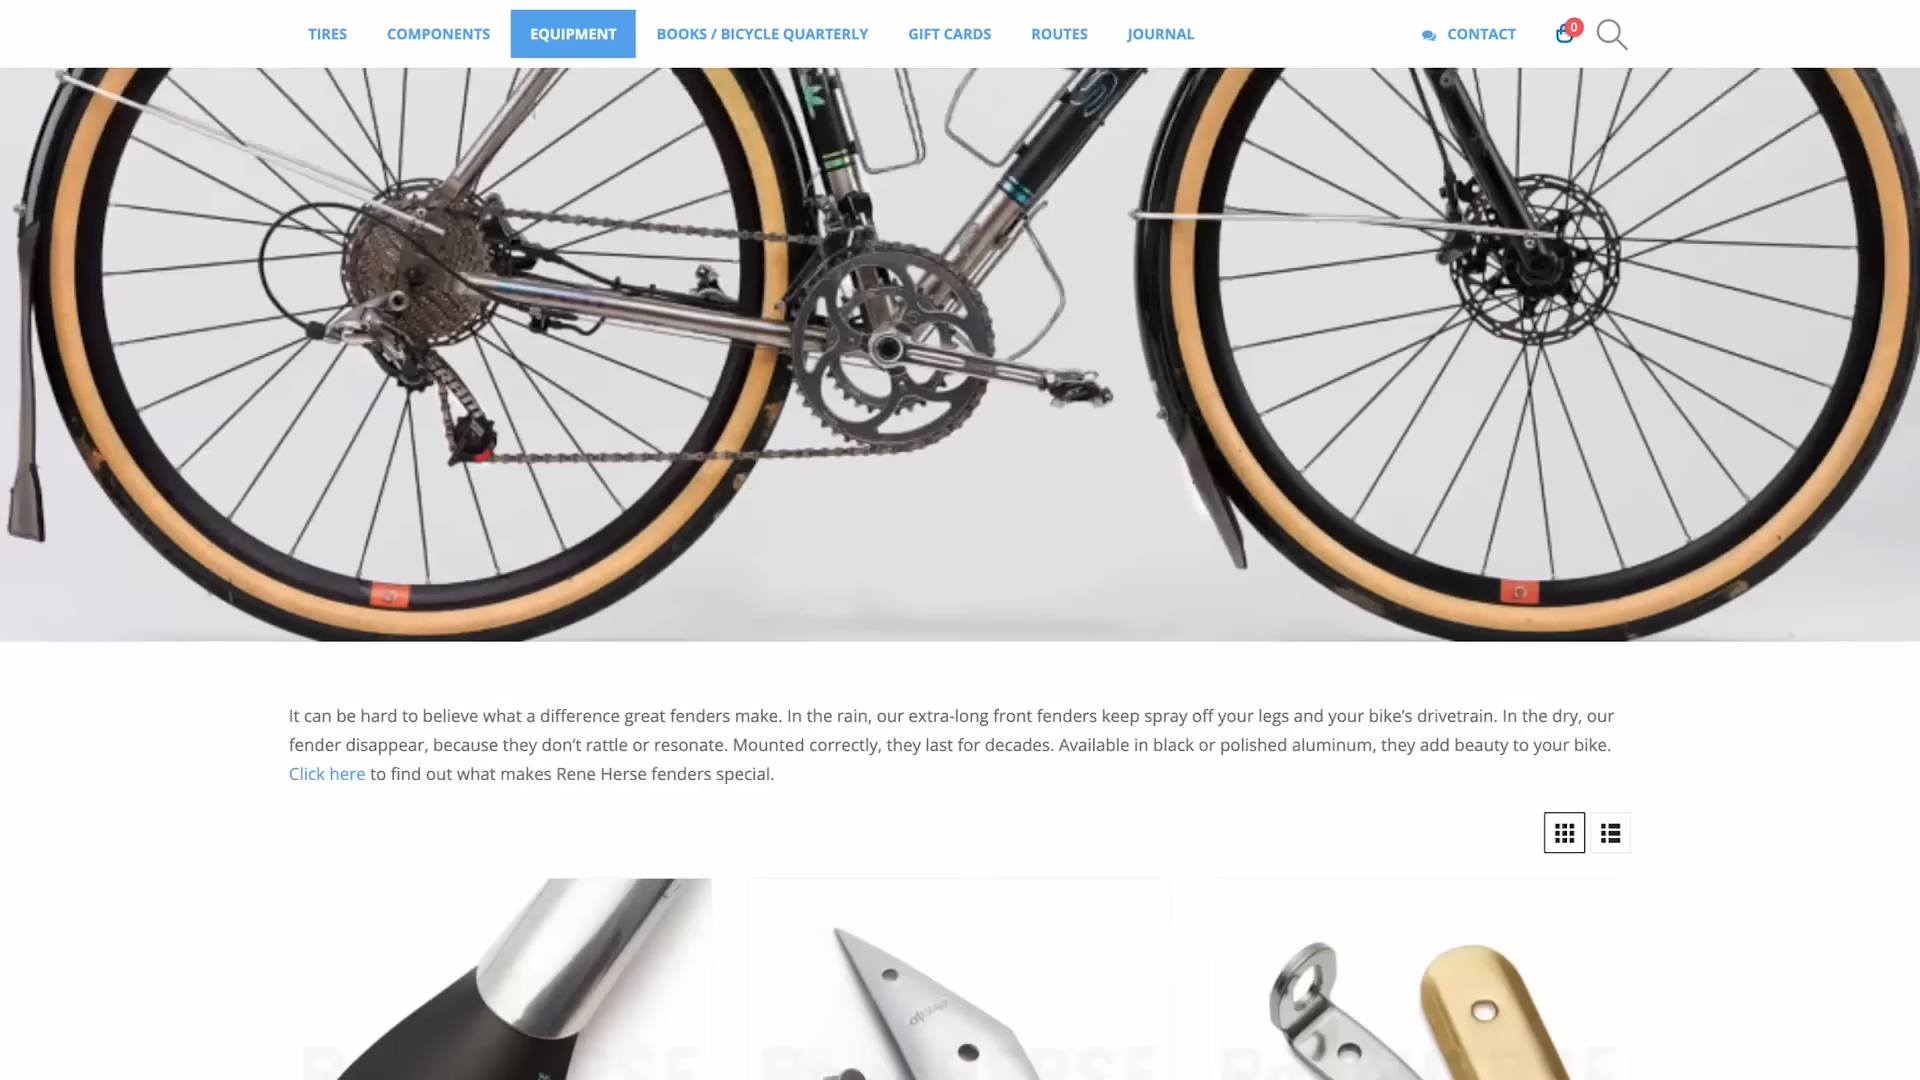 TIRES COMPONENTS EQUIPMENT BOOKS / BICYCLE QUARTERLY GIFT CARDS ROUTES JOURNAL CONTACT 0
SRAM
It can be hard to believe what a difference great fenders make. In the rain, our extra-long front fenders keep spray off your legs and your bike’s drivetrain. In the dry, our
fender disappear, because they don’t rattle or resonate. Mounted correctly, they last for decades. Available in black or polished aluminum, they add beauty to your bike.
Click here to find out what makes Rene Herse fenders special.